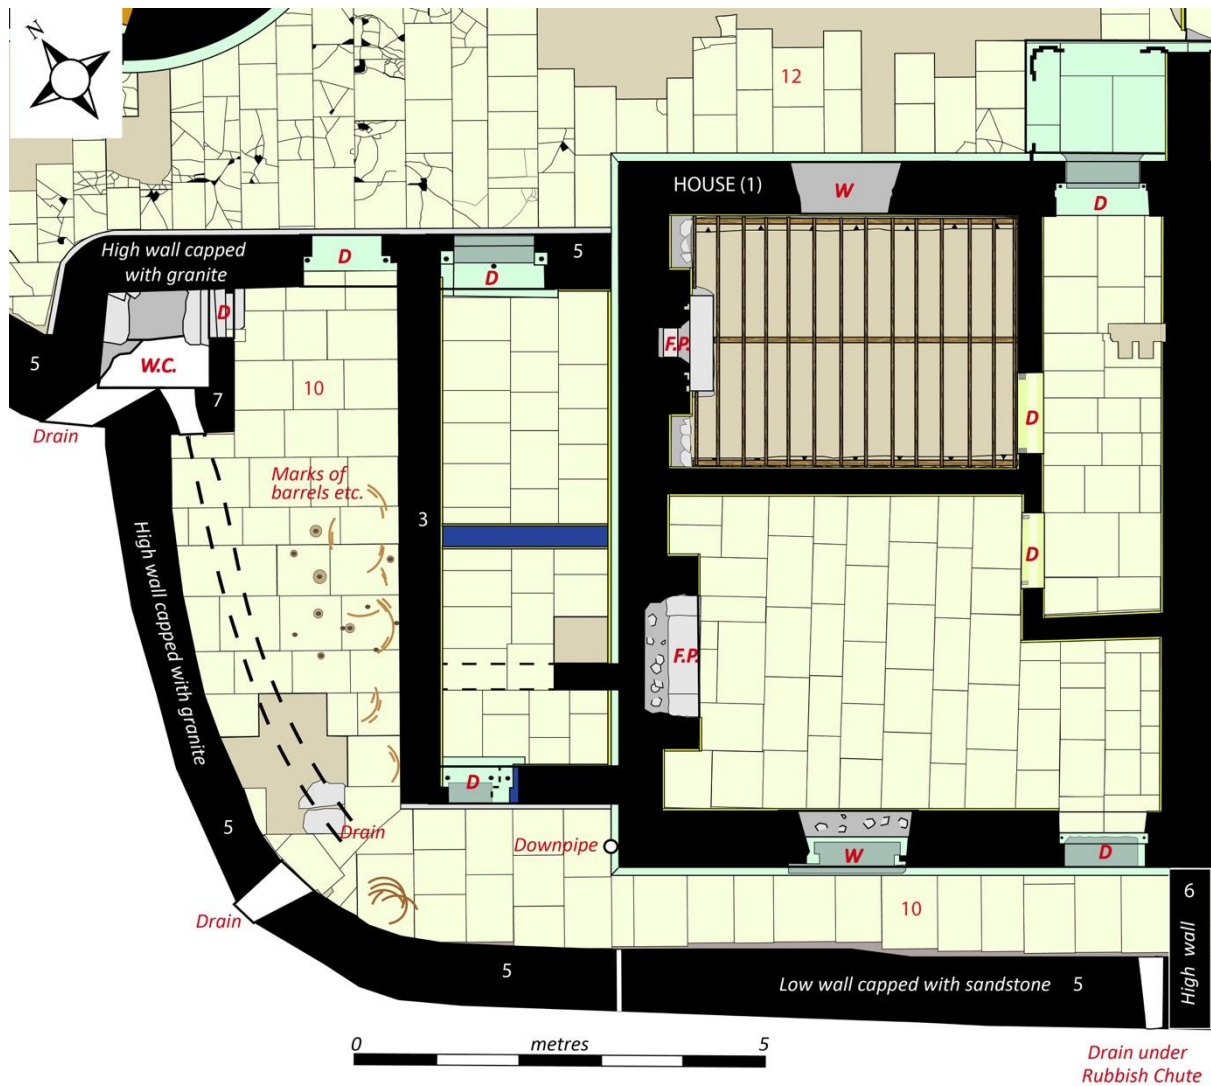 N
12
HOUSE (1)
W
D
High wall capped
with granite
D
D
5
D
F.P.
5
W.C.
7
10
D
Drain
Marks of
barrels etc.
3
D
High wall capped with granite
F.P.
5
D
Drain
Downpipe
W
D
Drain
10
6
High wall
5
Low wall capped with sandstone
5
0
metres
5
Drain under
Rubbish Chute